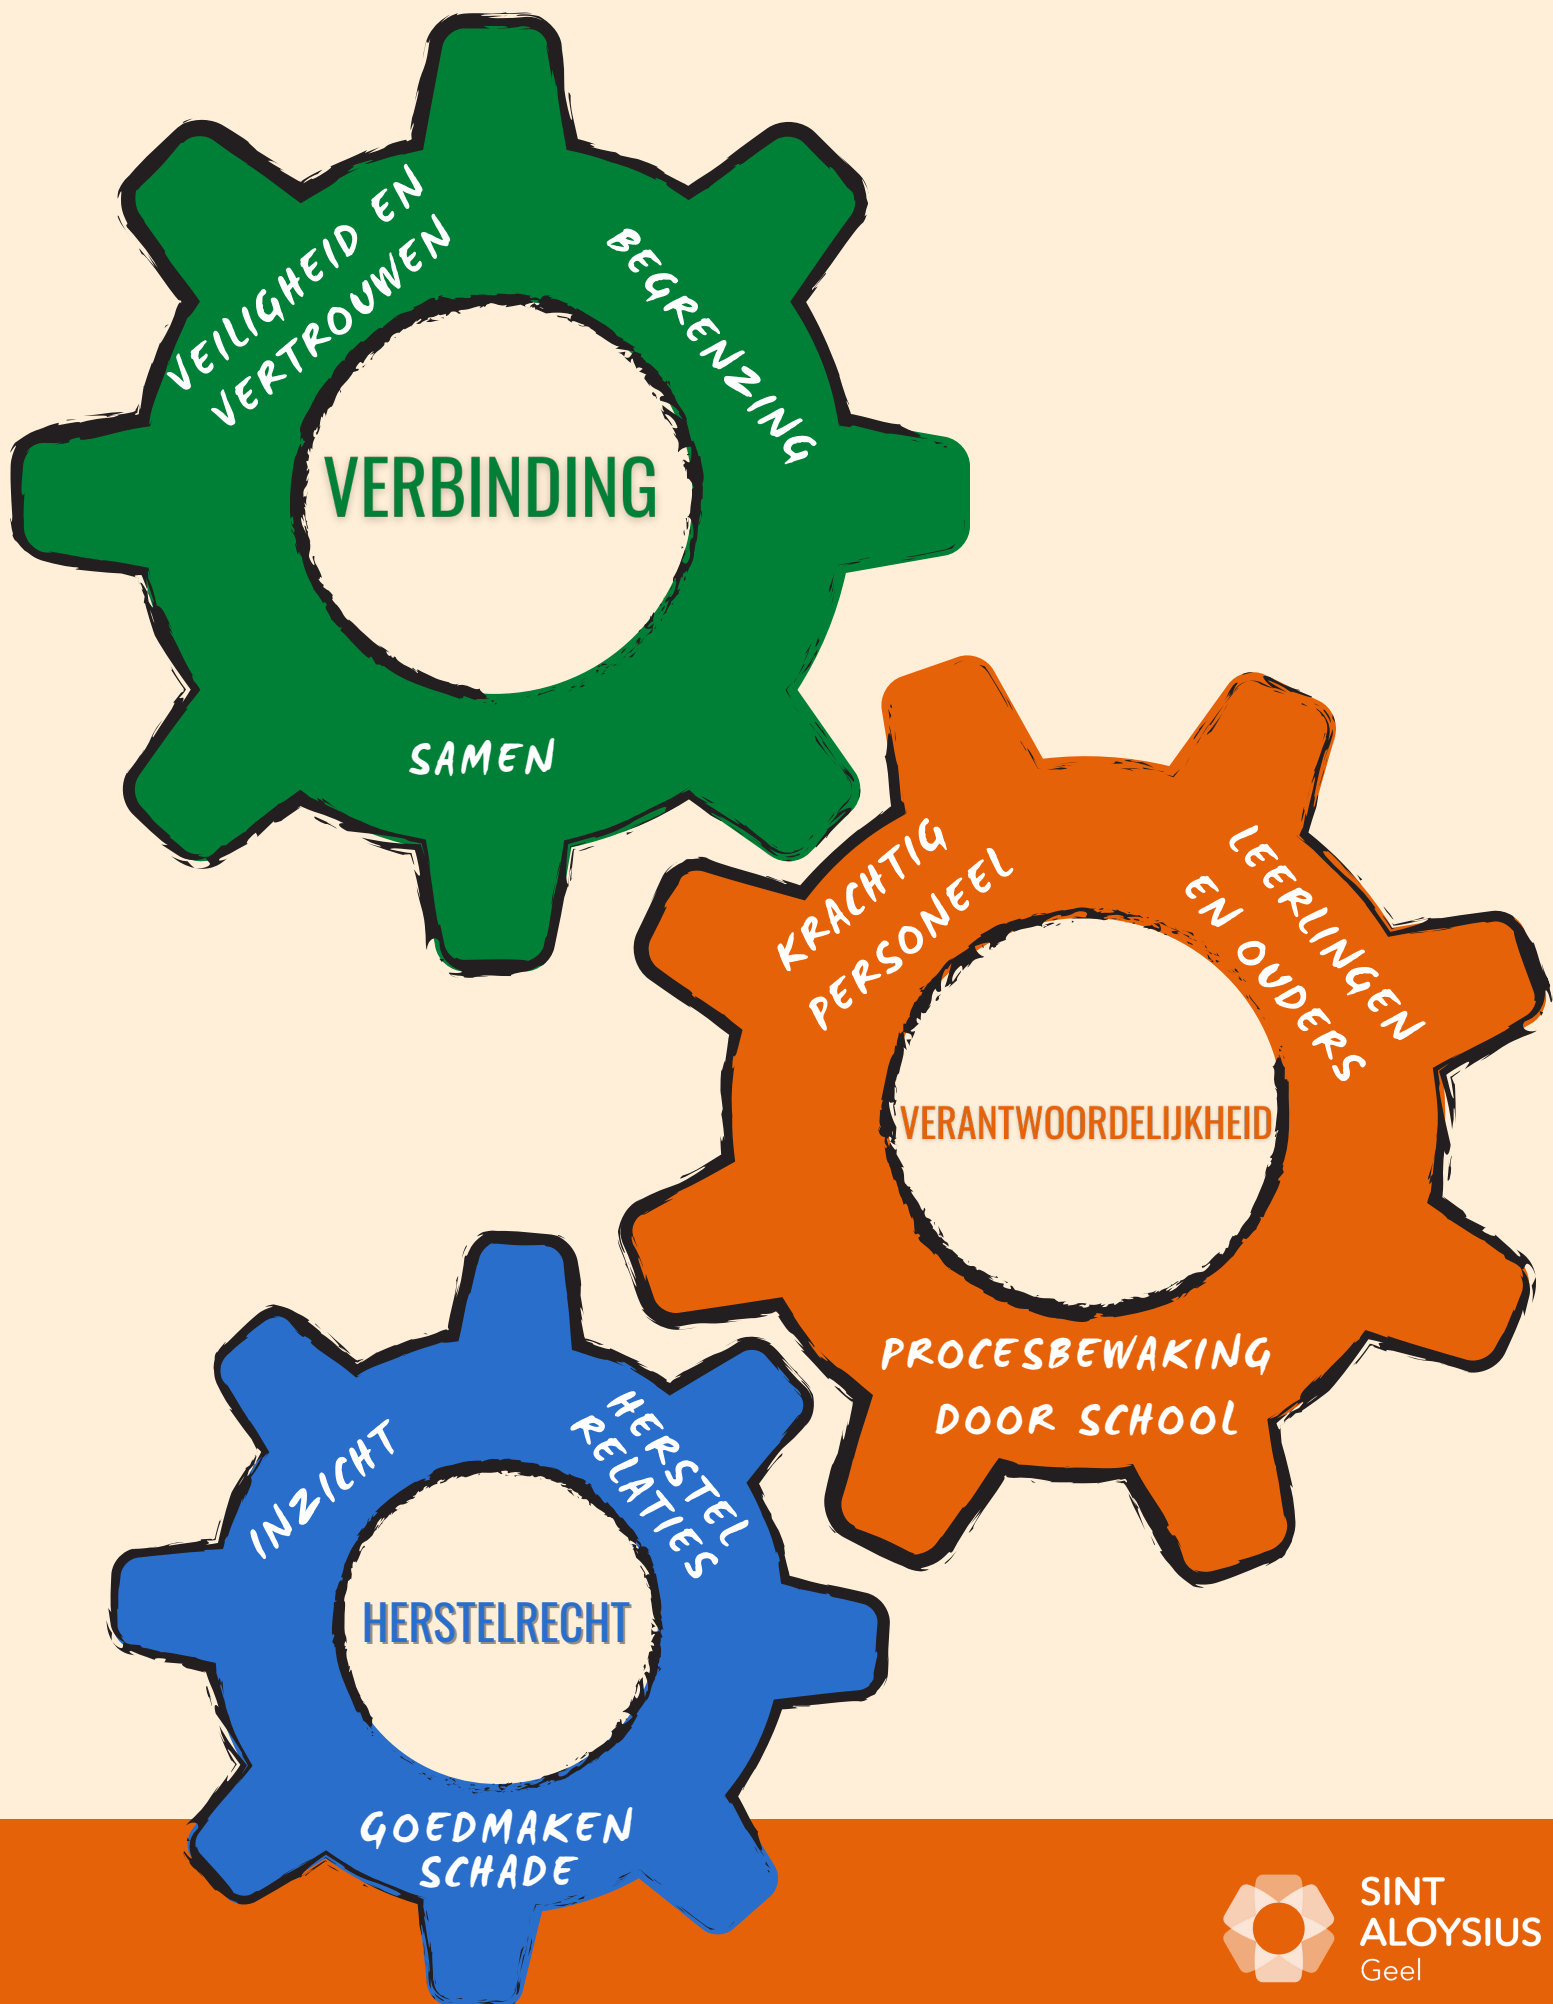 VEILIGHEID EN
VERTROUWEN
BEGRENZING
VERBINDING
SAMEN
KRACHTIG
PERSONEEL
LEERLINGEN
EN OUDERS
VERANTWOORDELIJKHEID
PROCESBEWAKING
DOOR SCHOOL
INZICHT
HERSTEL
RELATIES
HERSTELRECHT
GOEDMAKEN
SCHADE
SINT
ALOYSIUS
Geel